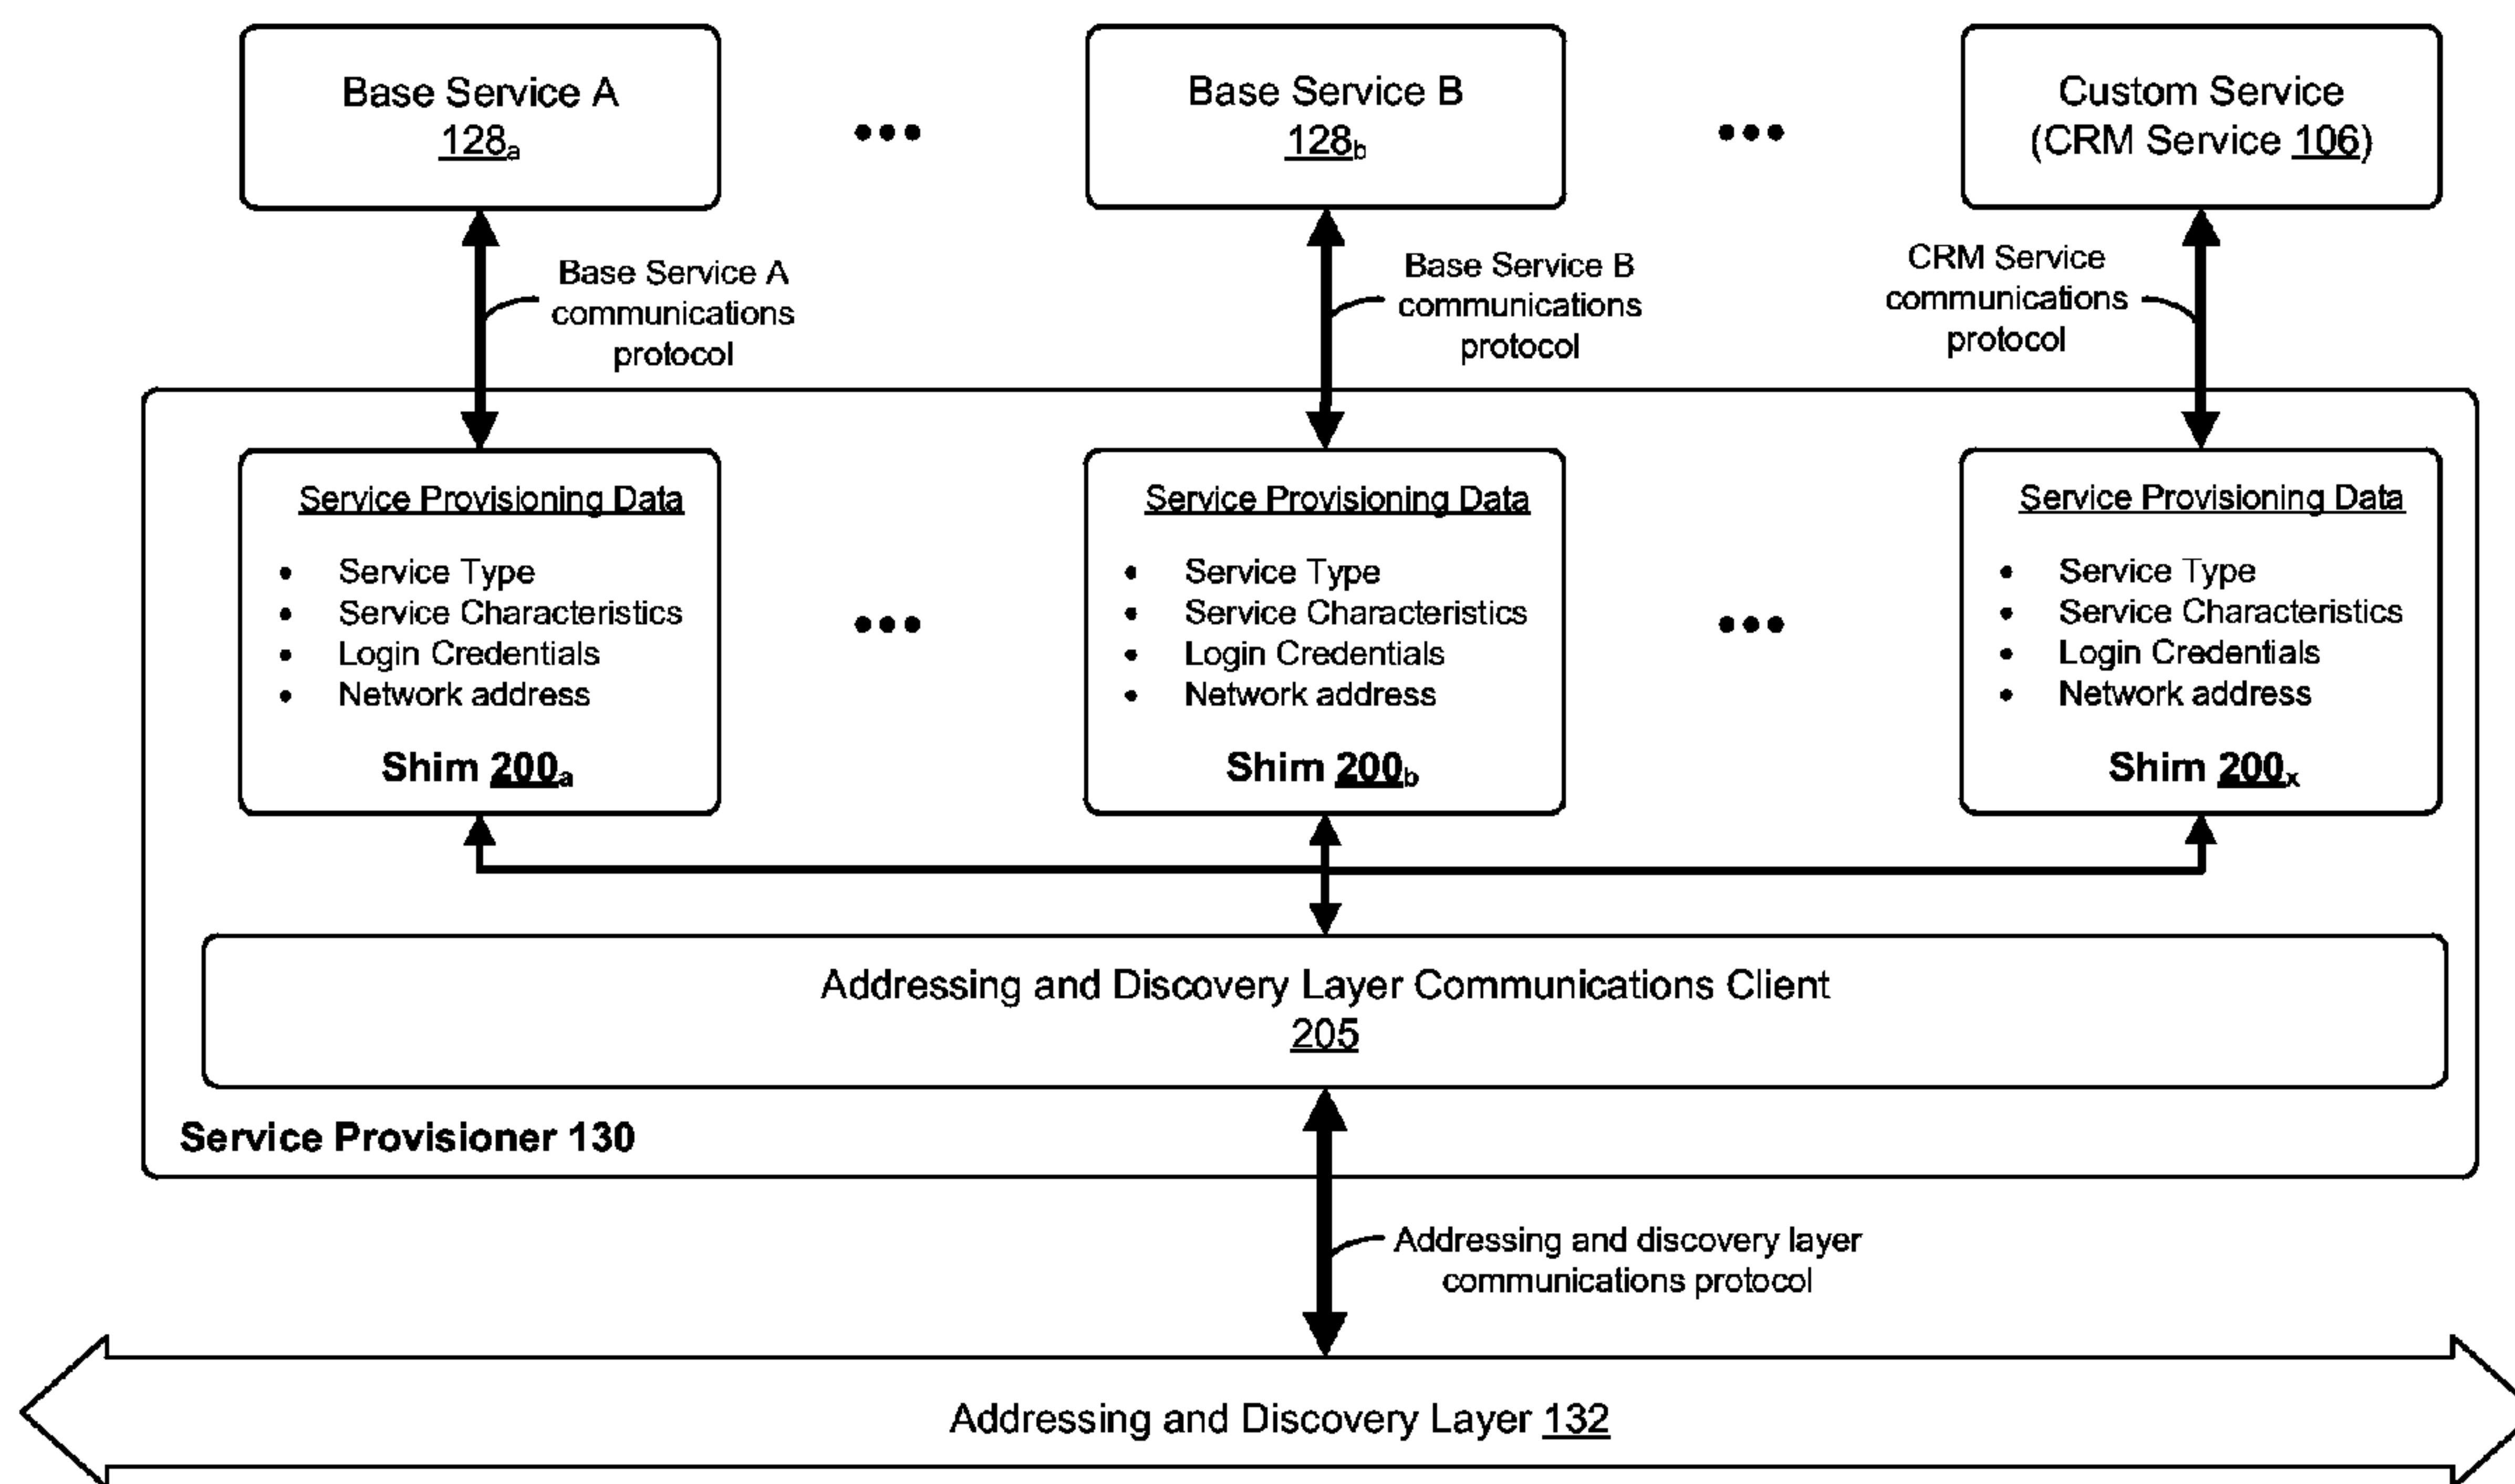 Base Service A
128a
Base Service B
128b
Custom Service
(CRM Service 106)
Base Service A
communications
protocol
Base Service B
communications
protocol
CRM Service
communications
protocol
Service Provisioning Data
• Service Type
• Service Characteristics
• Login Credentials
• Network address
Shim 200a
Service Provisioning Data
• Service Type
• Service Characteristics
• Login Credentials
• Network address
Shim 200b
Service Provisioning Data
• Service Type
• Service Characteristics
• Login Credentials
• Network address
Shim 200x
Addressing and Discovery Layer Communications Client
205
Service Provisioner 130
Addressing and discovery layer
communications protocol
Addressing and Discovery Layer 132